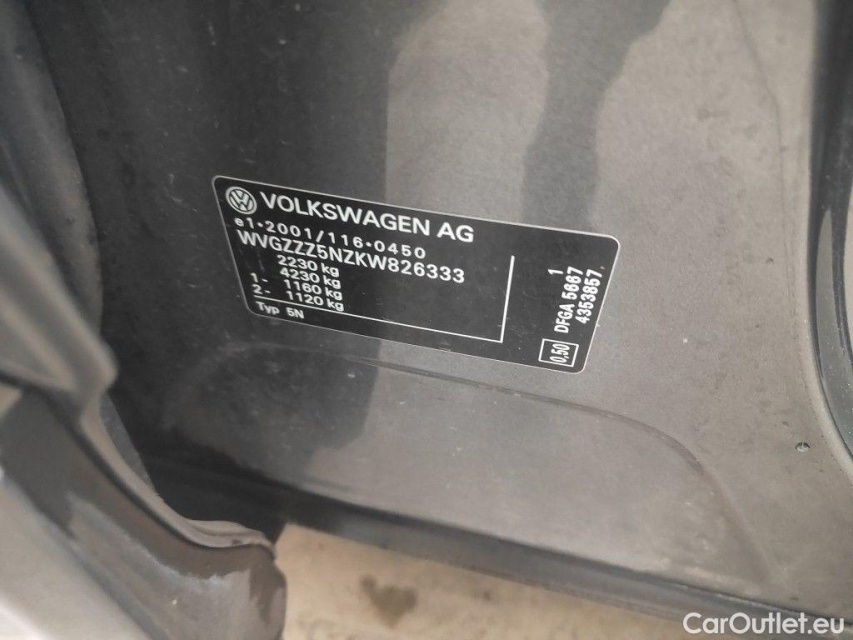 VOLKSWAGEN AG
e1*2001/116*0450
WVGZZZ5NZKW826333
2230 kg
4230 kg
1 - 1160 kg
2 - 1120 kg
Typ 5N
1
DFGA 5667
4353857
0,50
CarOutlet.eu